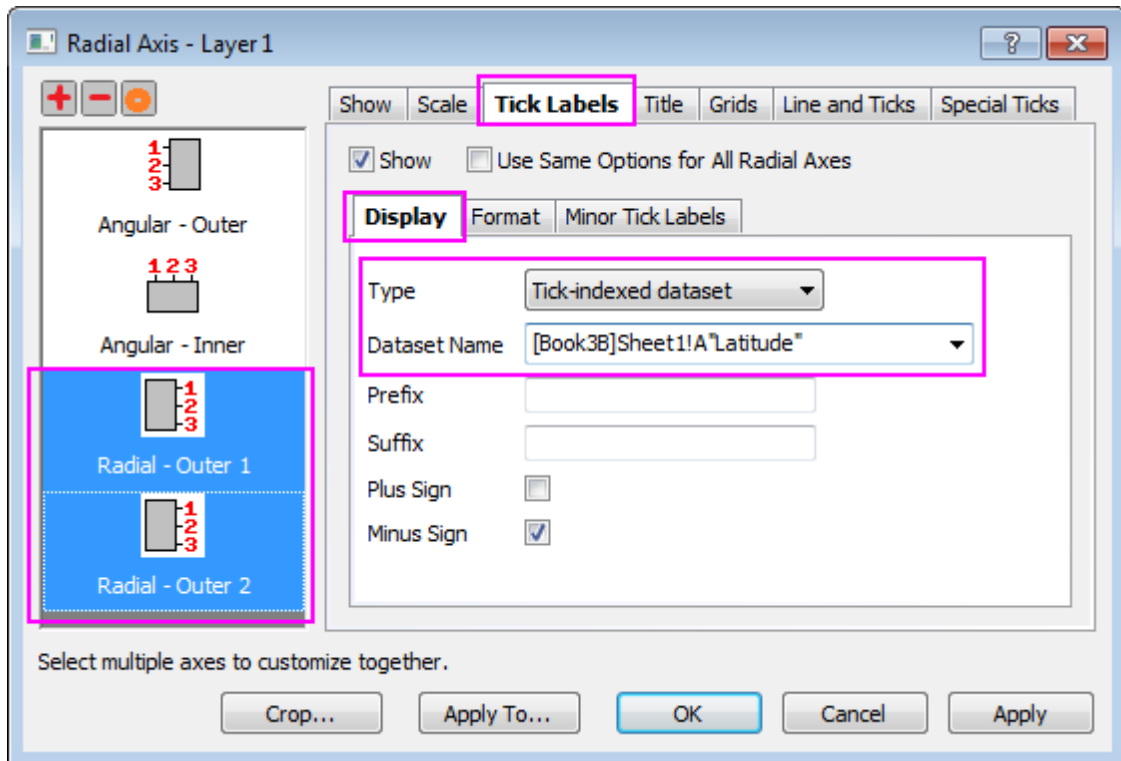 Radial Axis - Layer 1
Show Scale Tick Labels Title Grids Line and Ticks Special Ticks
1
2
3
Angular - Outer
1 2 3
Angular - Inner
1
2
3
Radial - Outer 1
1
2
3
Radial - Outer 2
Show Use Same Options for All Radial Axes
Display Format Minor Tick Labels
Type Tick-indexed dataset
Dataset Name [Book3B]Sheet1!A"Latitude"
Prefix
Suffix
Plus Sign
Minus Sign
Select multiple axes to customize together.
Crop... Apply To... OK Cancel Apply